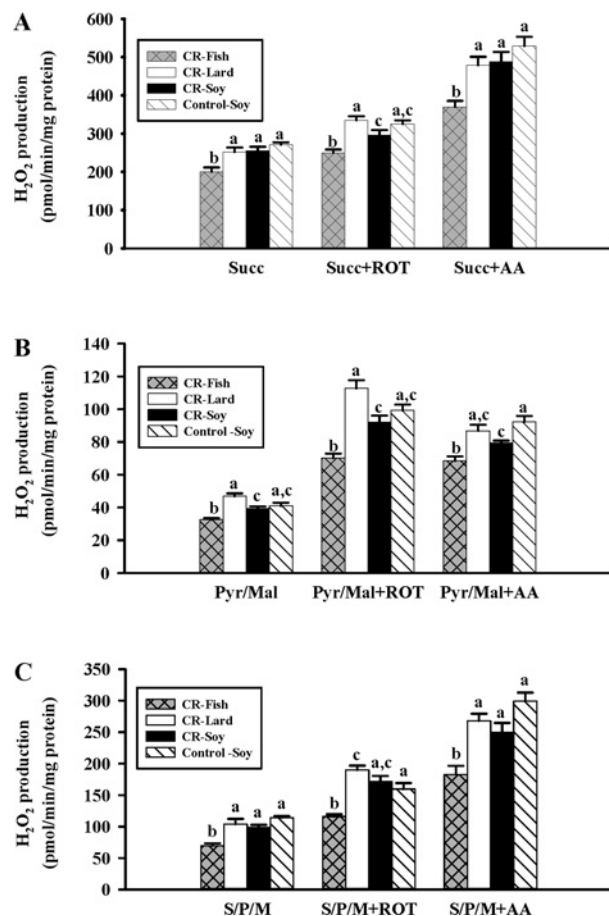 A
H2O2 production
(pmol/min/mg protein)
600
500
400
300
200
100
0
CR-Fish
CR-Lard
CR-Soy
Control-Soy
b a a a
b a c a,c
b a a a
Succ Succ+ROT Succ+AA
B
H2O2 production
(pmol/min/mg protein)
140
120
100
80
60
40
20
0
CR-Fish
CR-Lard
CR-Soy
Control -Soy
b a c a,c
b a c a,c
b a,c c a
Pyr/Mal Pyr/Mal+ROT Pyr/Mal+AA
C
H2O2 production
(pmol/min/mg protein)
350
300
250
200
150
100
50
0
CR-Fish
CR-Lard
CR-Soy
Control -Soy
b a a a
b c a,c a
b a a a
S/P/M S/P/M+ROT S/P/M+AA